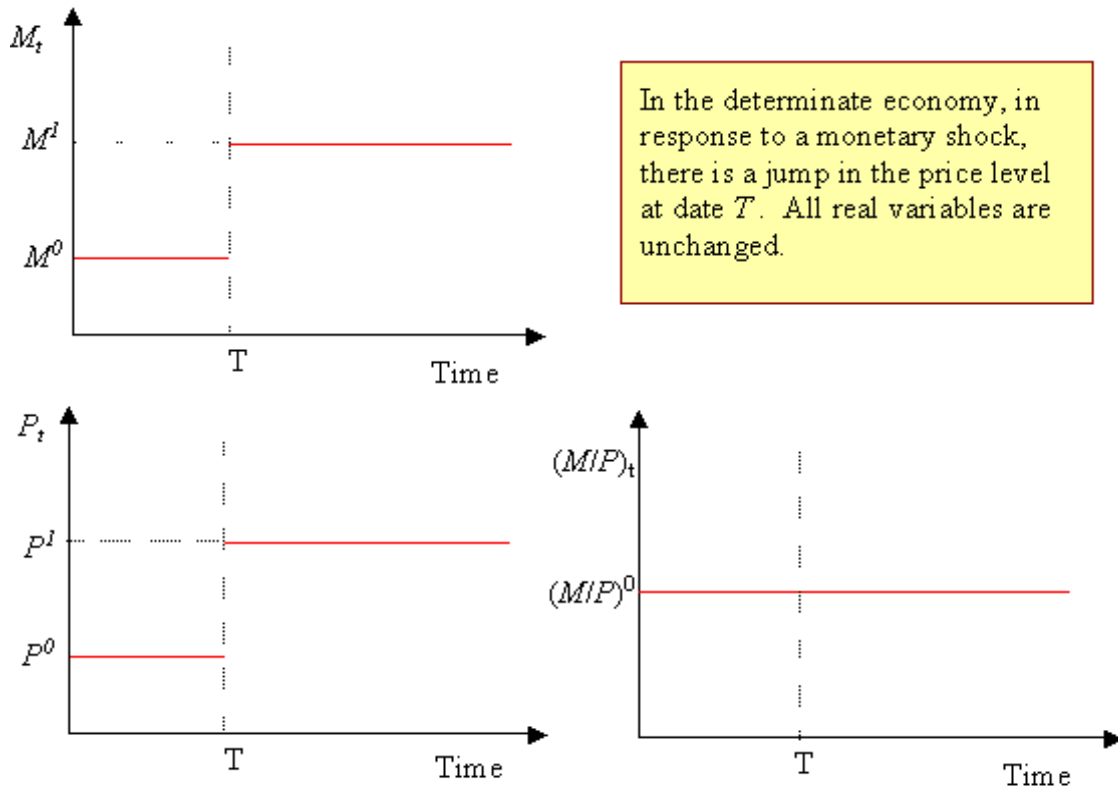 M_t
M^1
M^0
T
Time
In the determinate economy, in
response to a monetary shock,
there is a jump in the price level
at date T. All real variables are
unchanged.
P_t
P^1
P^0
T
Time
(M/P)_t
(M/P)^0
T
Time